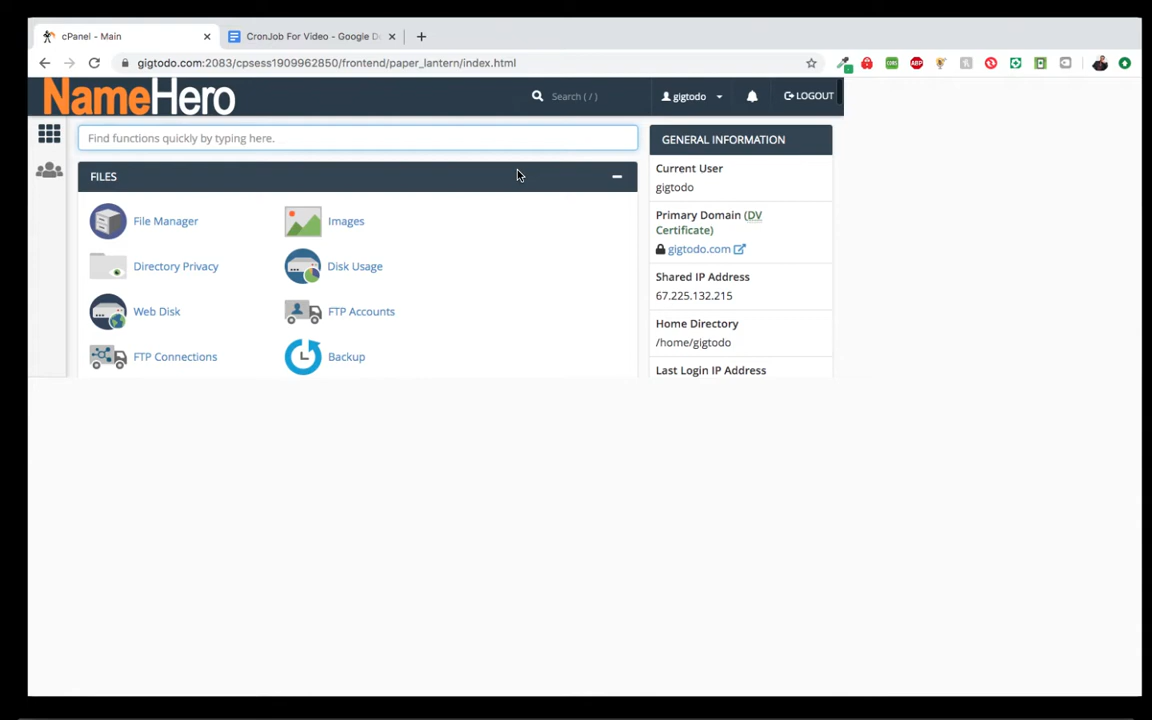 cPanel - Main
CronJob For Video - Google Do
gigtodo.com:2083/cpsess1909962850/frontend/paper_lantern/index.html
NameHero
Search ( / )
gigtodo
LOGOUT
Find functions quickly by typing here.
FILES
File Manager
Images
Directory Privacy
Disk Usage
Web Disk
FTP Accounts
FTP Connections
Backup
GENERAL INFORMATION
Current User
gigtodo
Primary Domain (DV
Certificate)
gigtodo.com
Shared IP Address
67.225.132.215
Home Directory
/home/gigtodo
Last Login IP Address
CORS
ABP